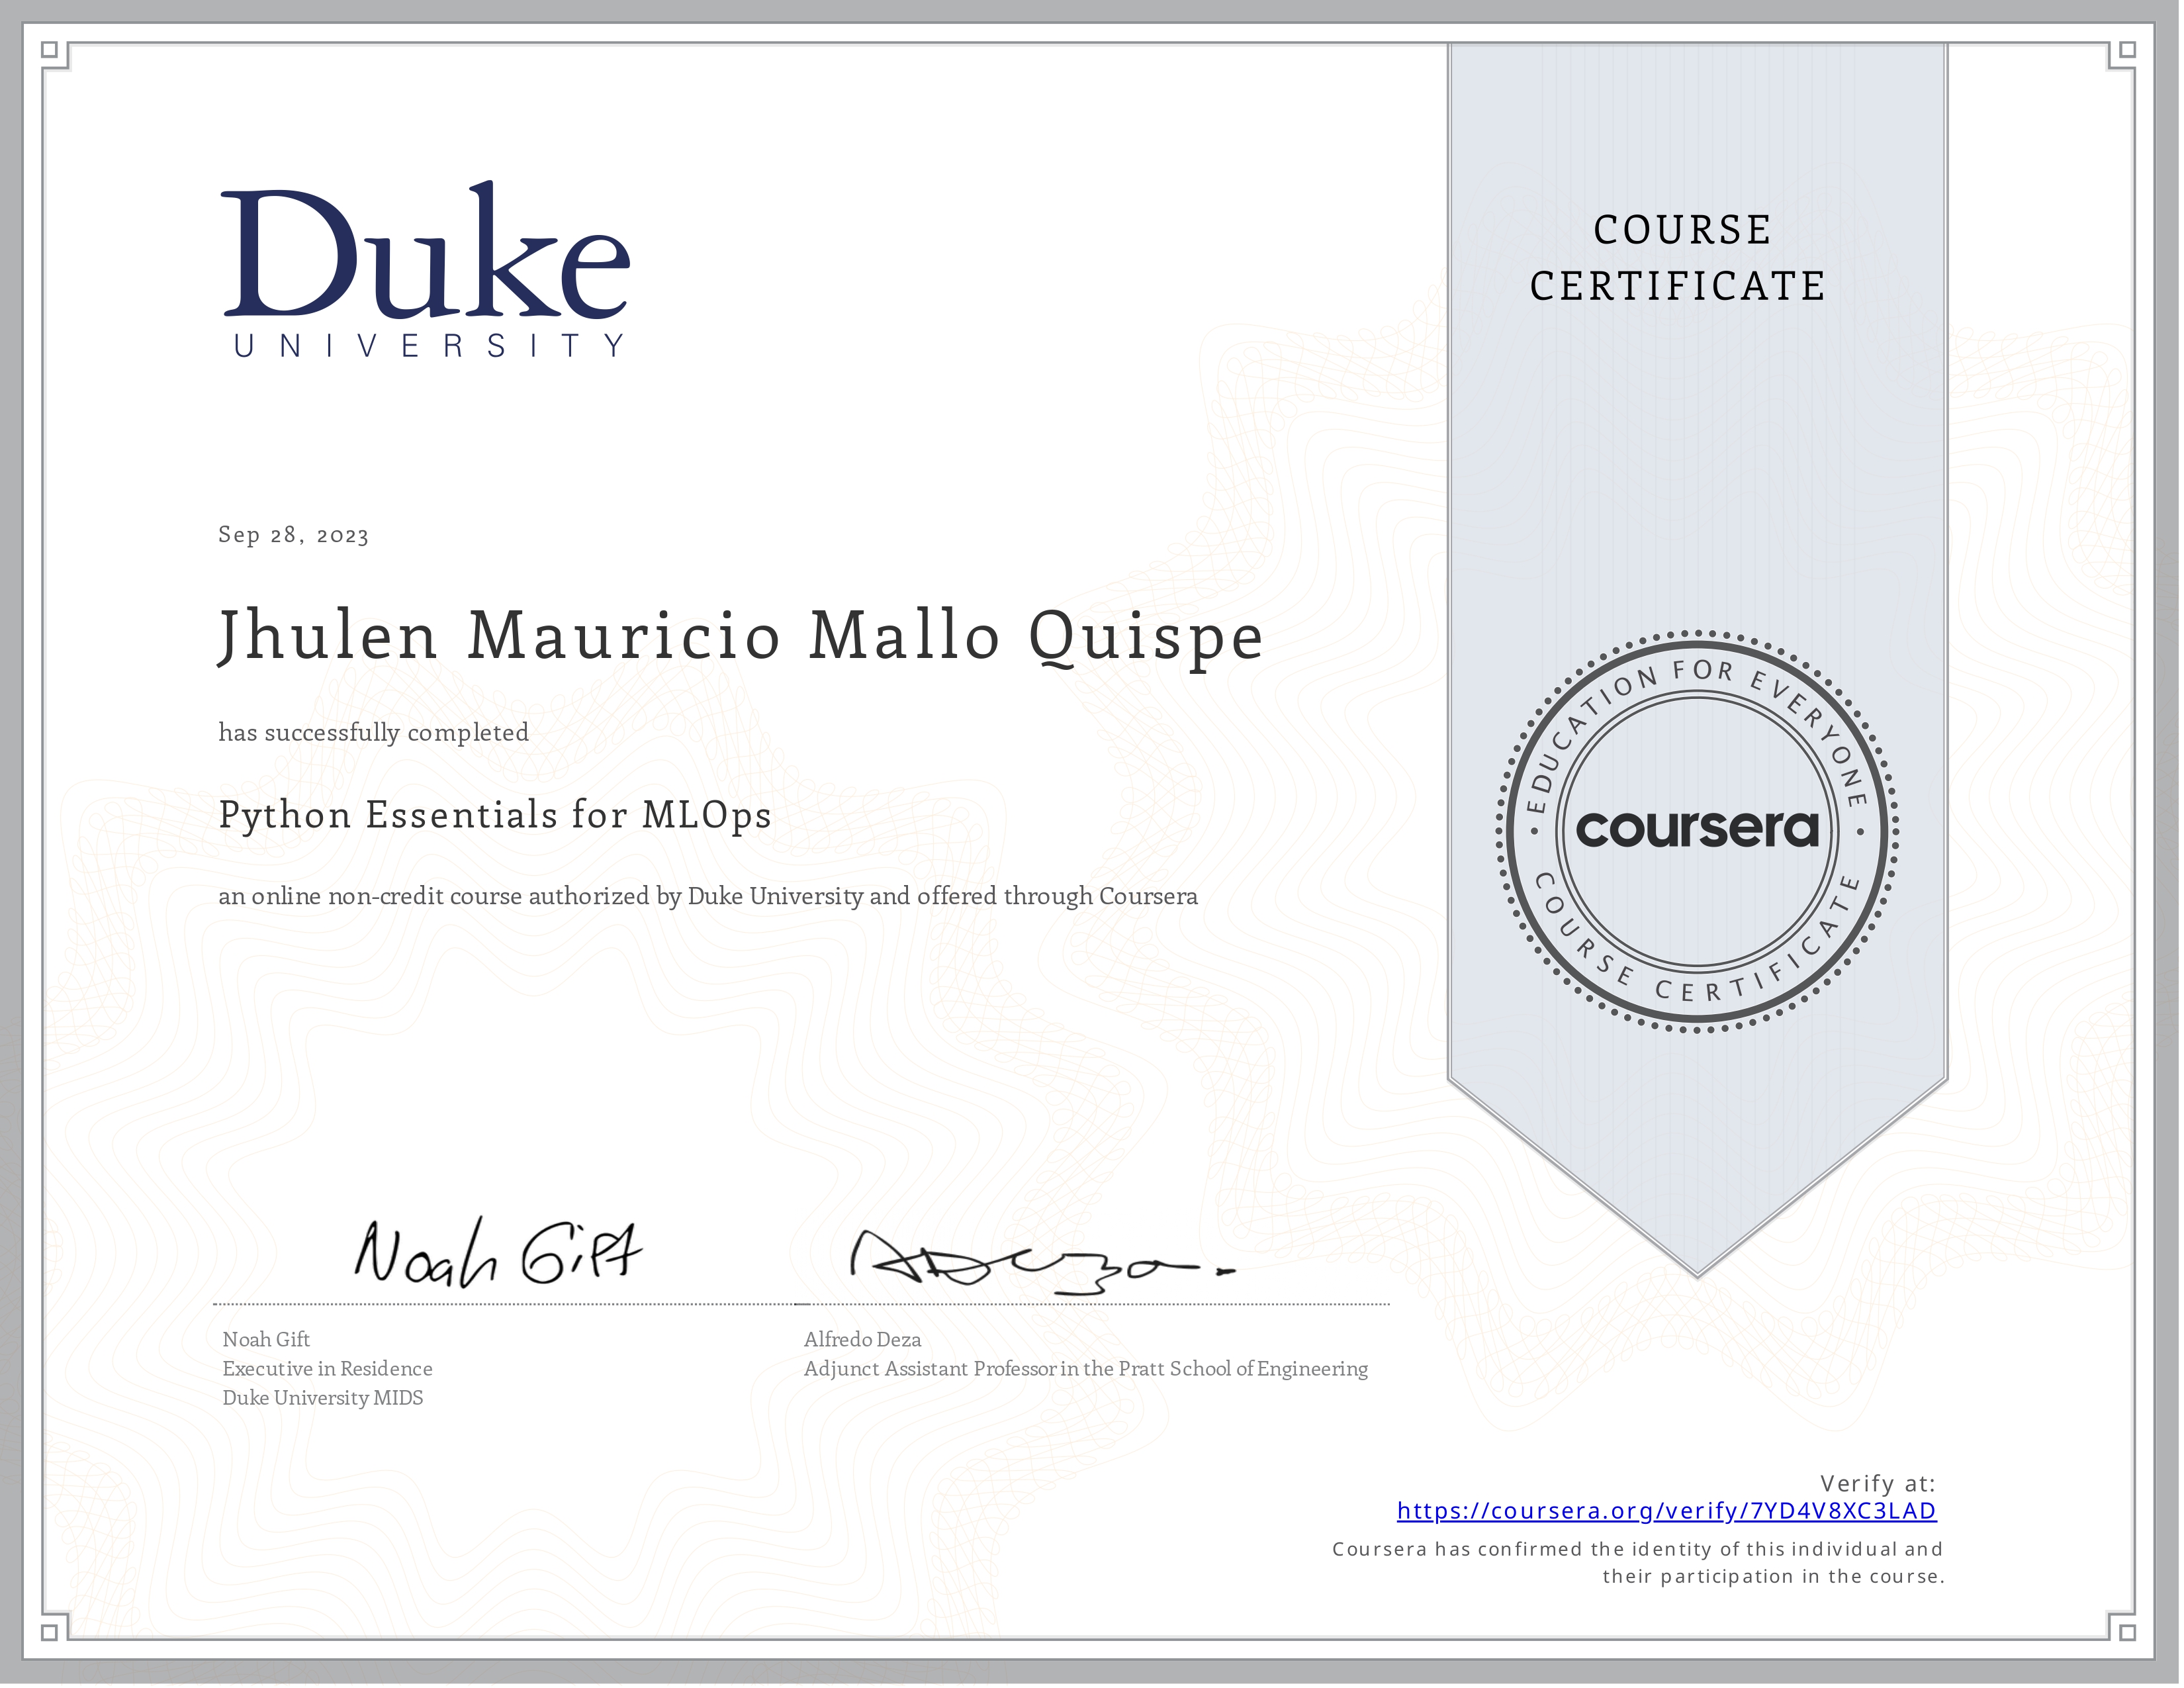 Duke
UNIVERSITY
COURSE
CERTIFICATE
Sep 28, 2023
Jhulen Mauricio Mallo Quispe
has successfully completed
Python Essentials for MLOps
an online non-credit course authorized by Duke University and offered through Coursera
EDUCATION FOR EVERYONE
coursera
COURSE CERTIFICATE
Noah Gift
ADeza.
Noah Gift
Executive in Residence
Duke University MIDS
Alfredo Deza
Adjunct Assistant Professor in the Pratt School of Engineering
Verify at:
https://coursera.org/verify/7YD4V8XC3LAD
Coursera has confirmed the identity of this individual and
their participation in the course.